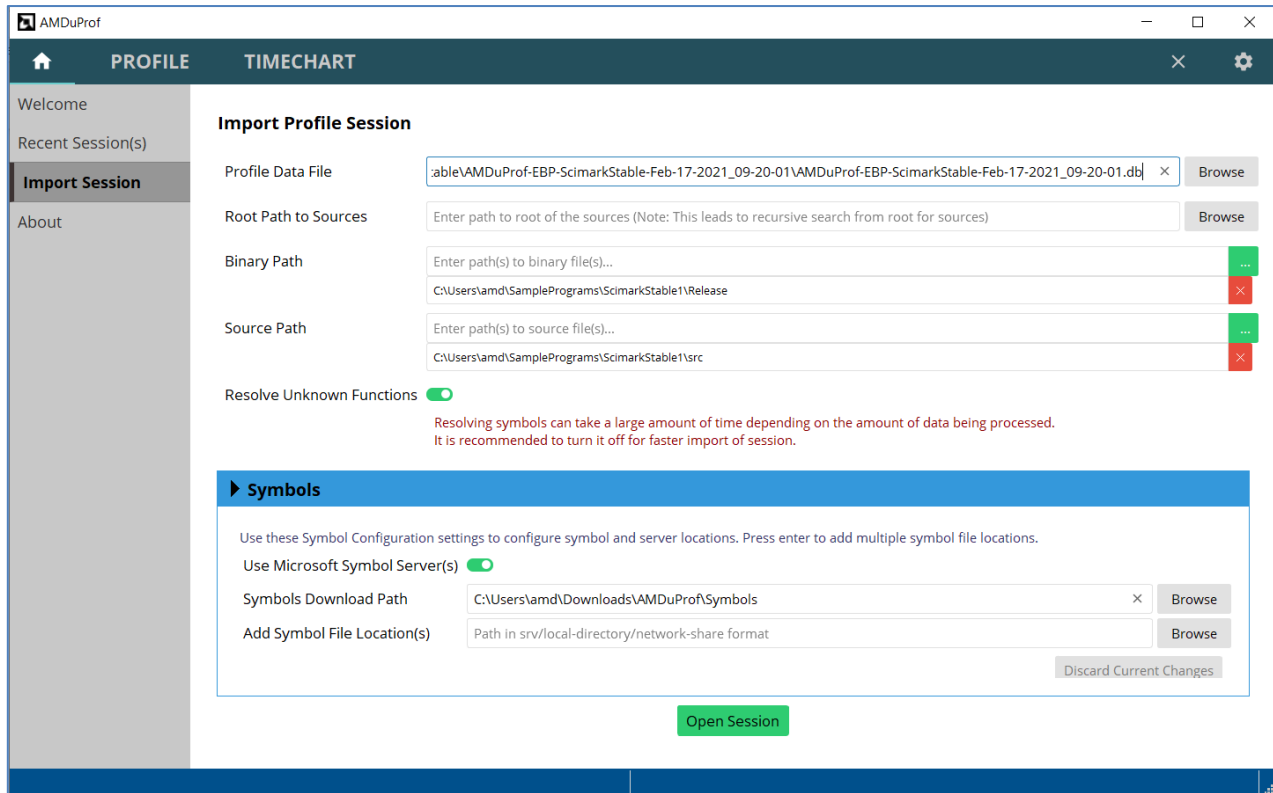 AMDuProf
PROFILE
TIMECHART
Welcome
Recent Session(s)
Import Session
About
Import Profile Session
Profile Data File
:able\AMDuProf-EBP-ScimarkStable-Feb-17-2021_09-20-01\AMDuProf-EBP-ScimarkStable-Feb-17-2021_09-20-01.db
Browse
Root Path to Sources
Enter path to root of the sources (Note: This leads to recursive search from root for sources)
Browse
Binary Path
Enter path(s) to binary file(s)...
...
C:\Users\amd\SamplePrograms\ScimarkStable1\Release
Source Path
Enter path(s) to source file(s)...
...
C:\Users\amd\SamplePrograms\ScimarkStable1\src
Resolve Unknown Functions
Resolving symbols can take a large amount of time depending on the amount of data being processed.
It is recommended to turn it off for faster import of session.
Symbols
Use these Symbol Configuration settings to configure symbol and server locations. Press enter to add multiple symbol file locations.
Use Microsoft Symbol Server(s)
Symbols Download Path
C:\Users\amd\Downloads\AMDuProf\Symbols
Browse
Add Symbol File Location(s)
Path in srv/local-directory/network-share format
Browse
Discard Current Changes
Open Session